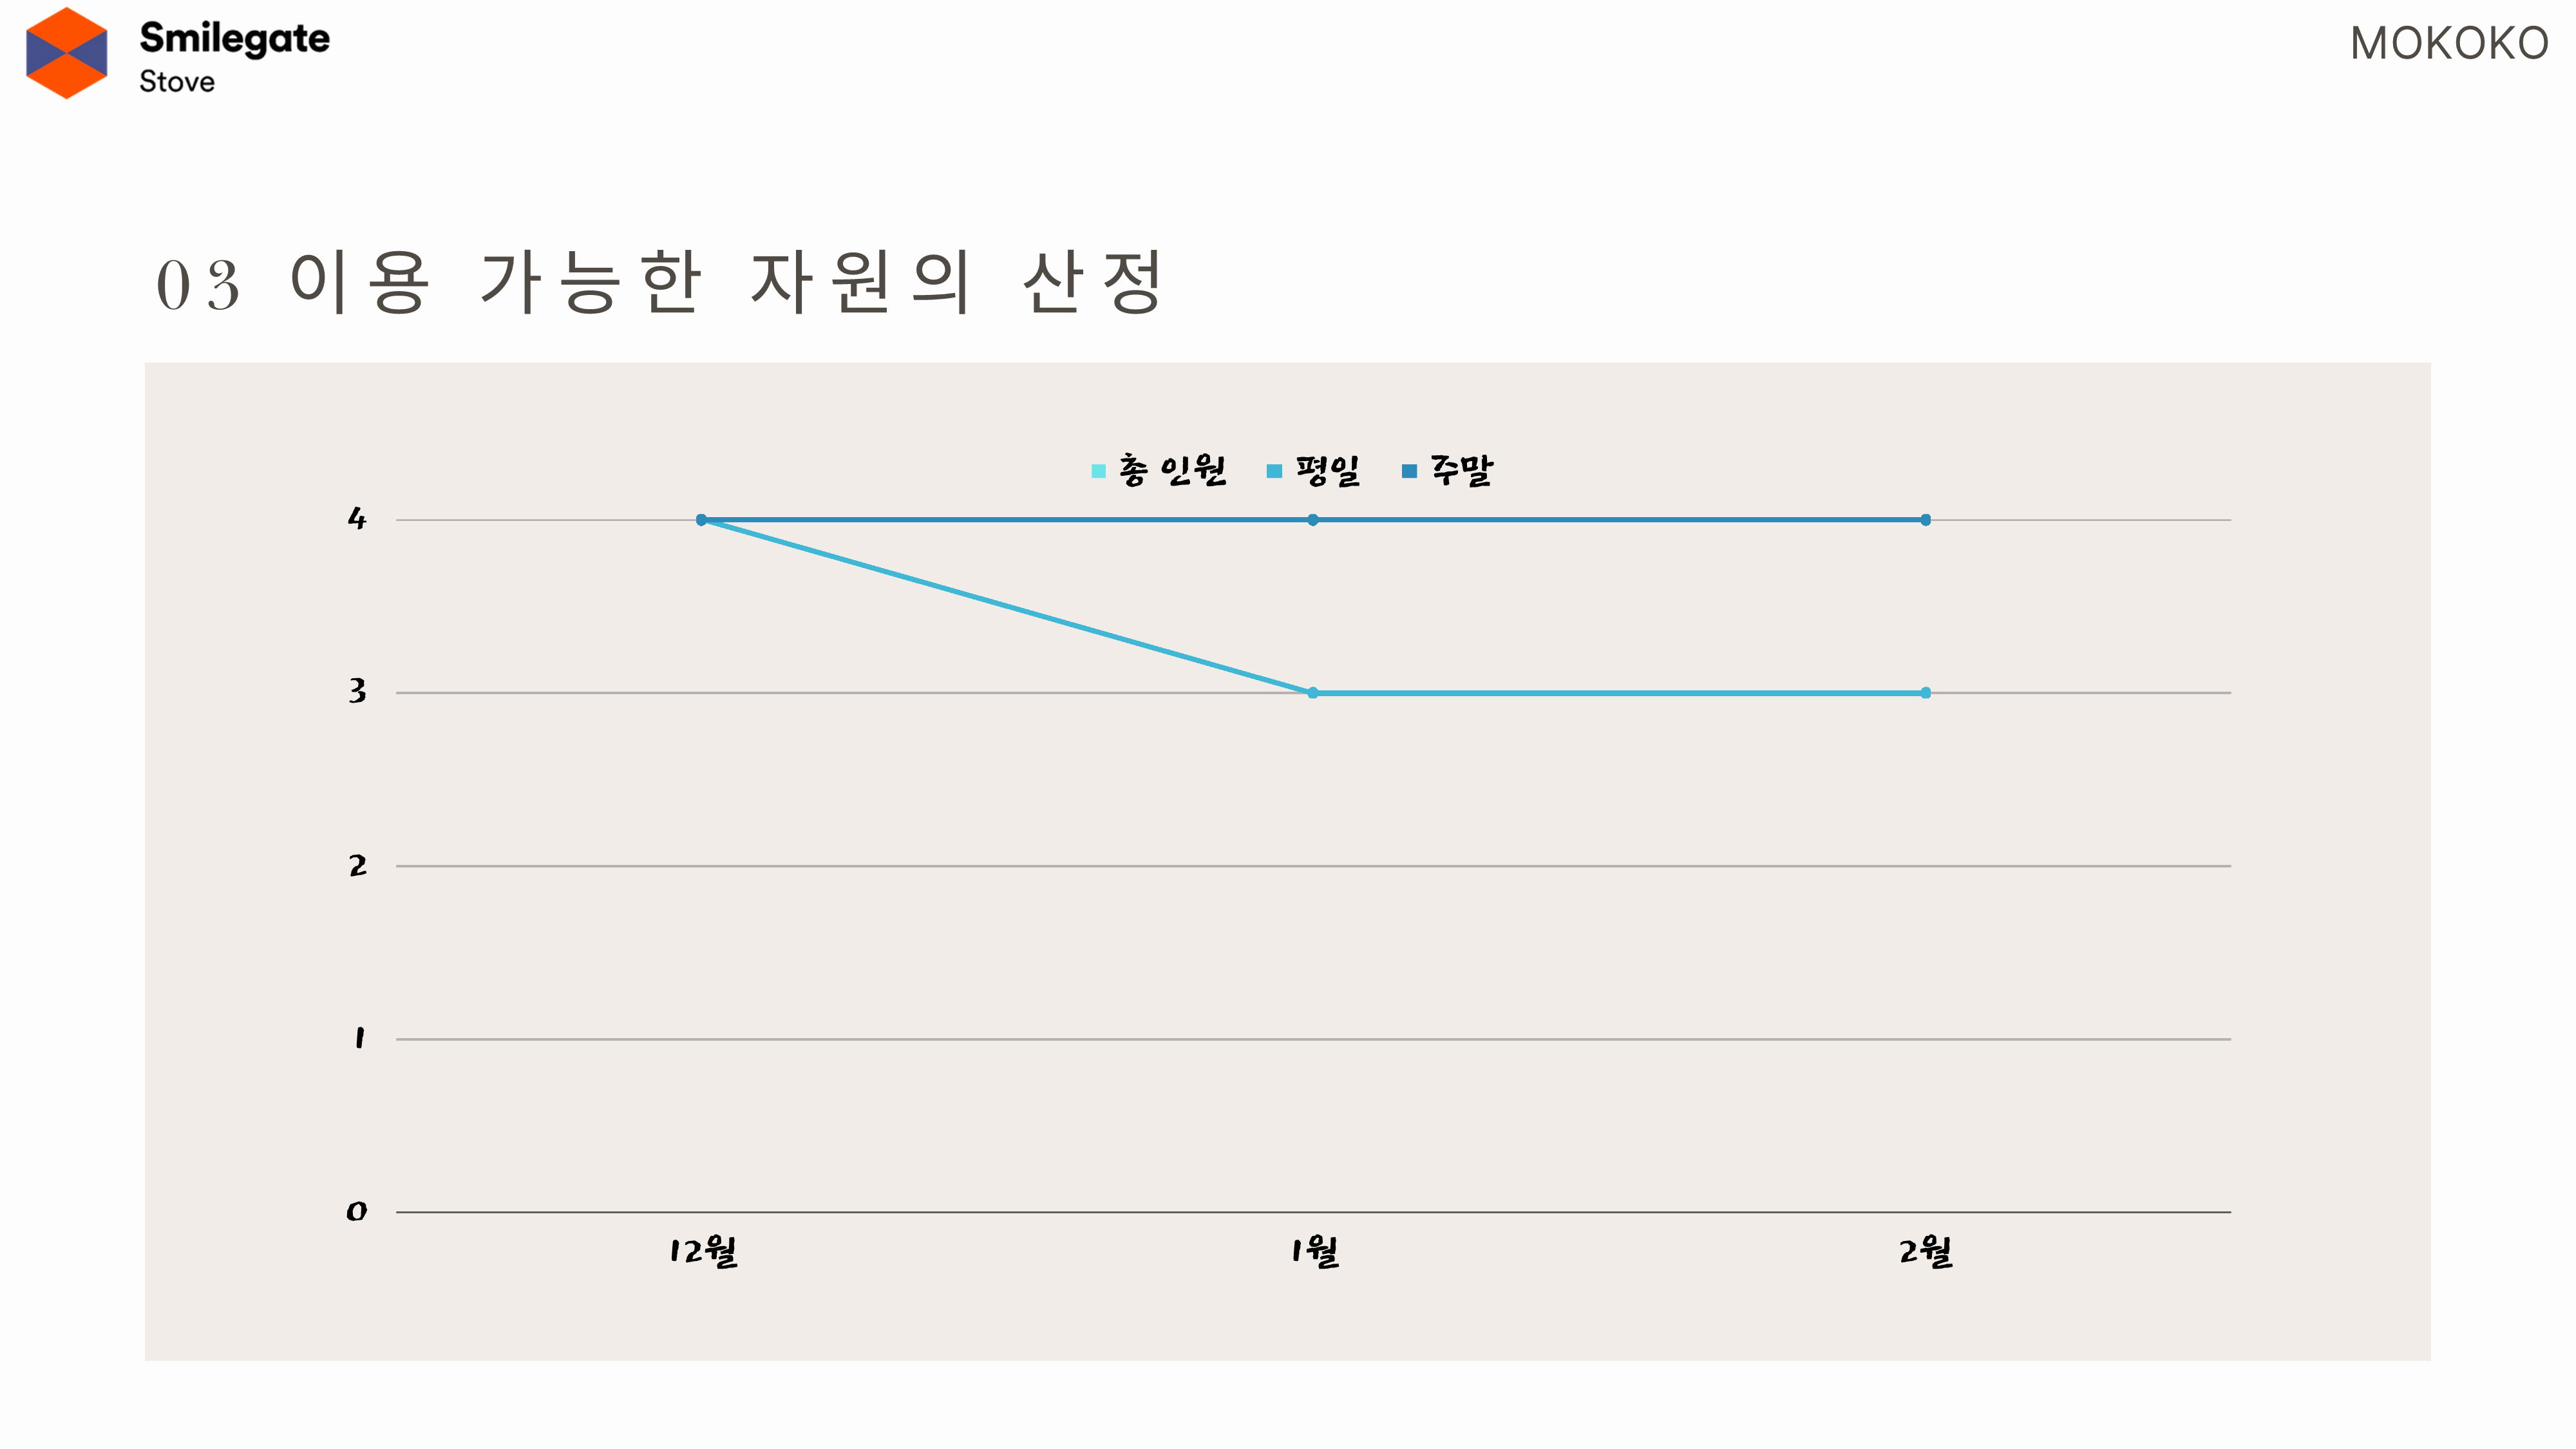 Smilegate
Stove
MOKOKO
03 이용 가능한 자원의 산정
총 인원 평일 주말
4
3
2
1
0
12월 1월 2월